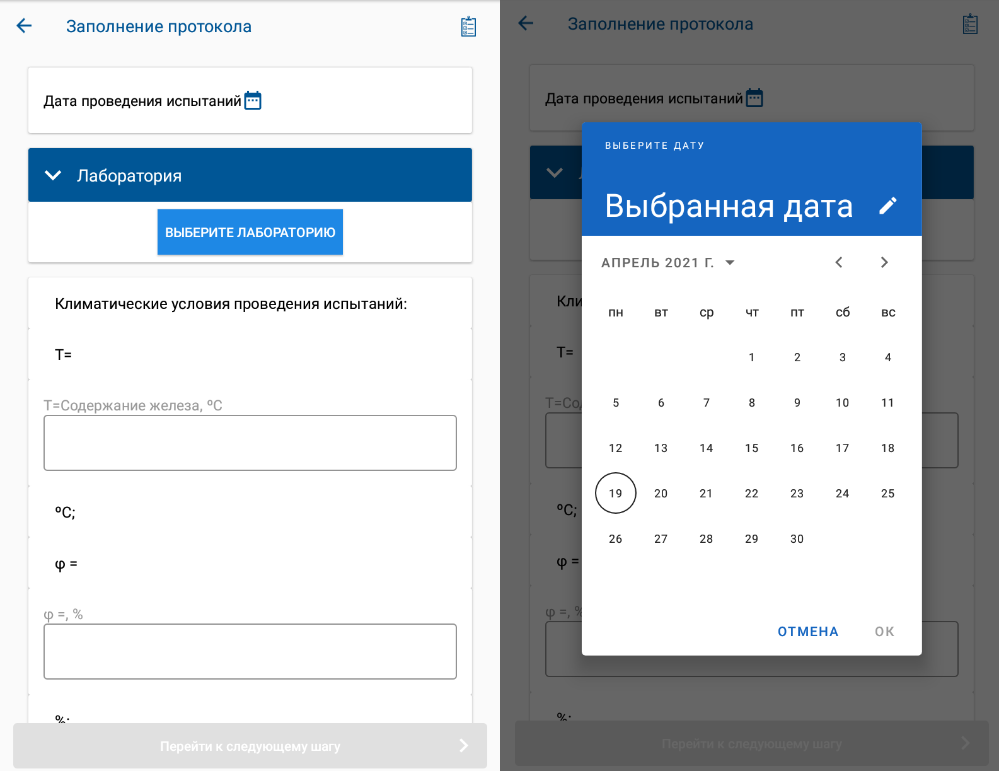 Заполнение протокола
Дата проведения испытаний
Лаборатория
ВЫБЕРИТЕ ЛАБОРАТОРИЮ
Климатические условия проведения испытаний:
T=
T=Содержание железа, ºC
ºC;
φ =
φ =, %
%;
Перейти к следующему шагу
Заполнение протокола
Дата проведения испытаний
ВЫБЕРИТЕ ДАТУ
Выбранная дата
АПРЕЛЬ 2021 Г.
пн вт ср чт пт сб вс
1 2 3 4
5 6 7 8 9 10 11
12 13 14 15 16 17 18
19 20 21 22 23 24 25
26 27 28 29 30
ОТМЕНА ОК
Кли
T=
T=Сод
ºC;
φ =
φ =, %
%;
Перейти к следующему шагу